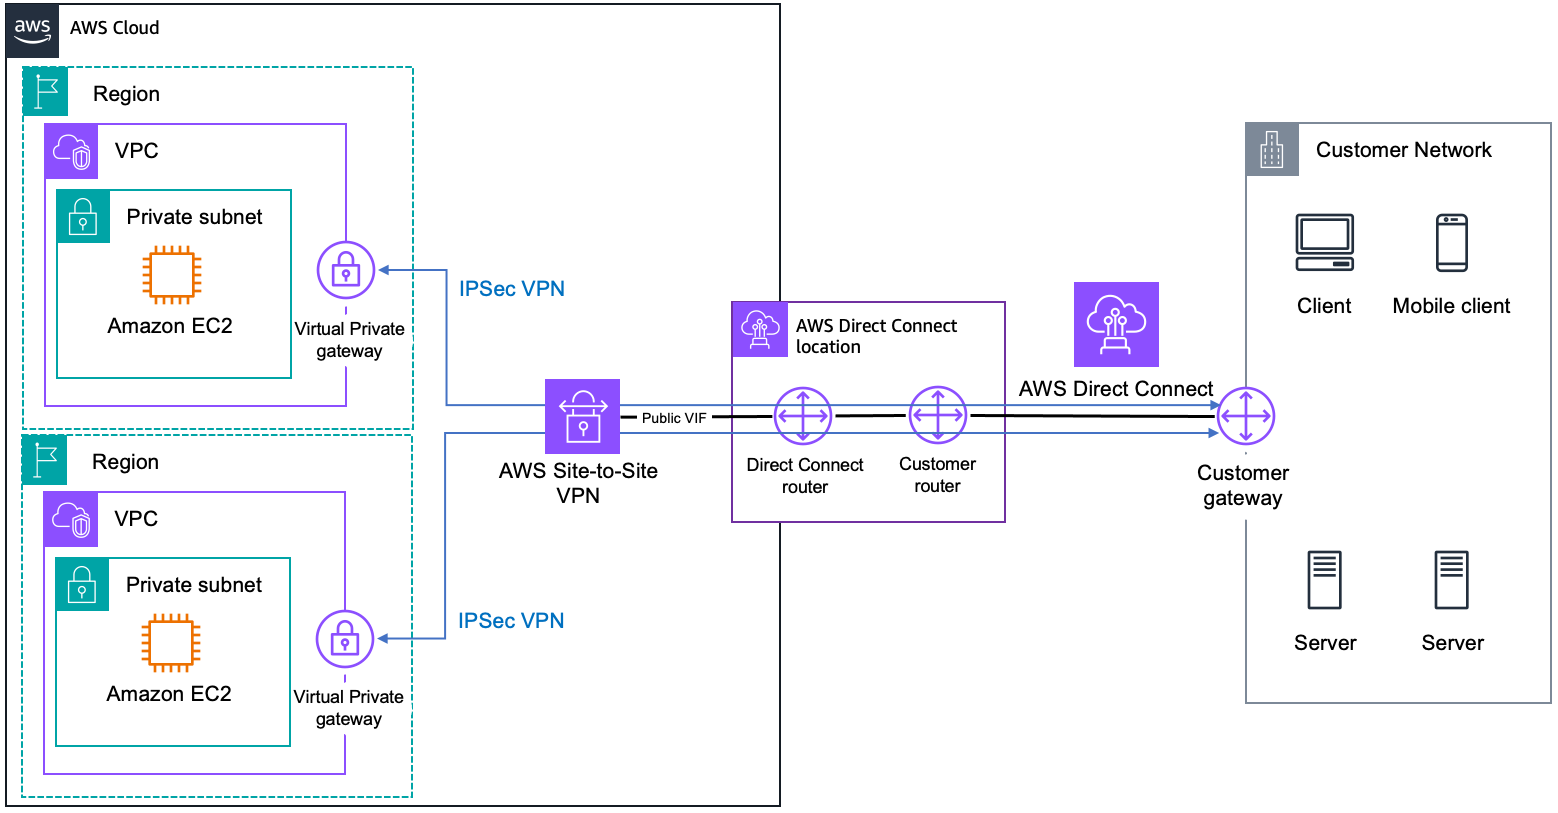 aws
AWS Cloud
Region
VPC
Private subnet
Amazon EC2
Virtual Private
gateway
IPSec VPN
Region
VPC
Private subnet
Amazon EC2
Virtual Private
gateway
IPSec VPN
AWS Site-to-Site
VPN
Public VIF
AWS Direct Connect
location
Direct Connect
router
Customer
router
AWS Direct Connect
Customer
gateway
Customer Network
Client
Mobile client
Server
Server